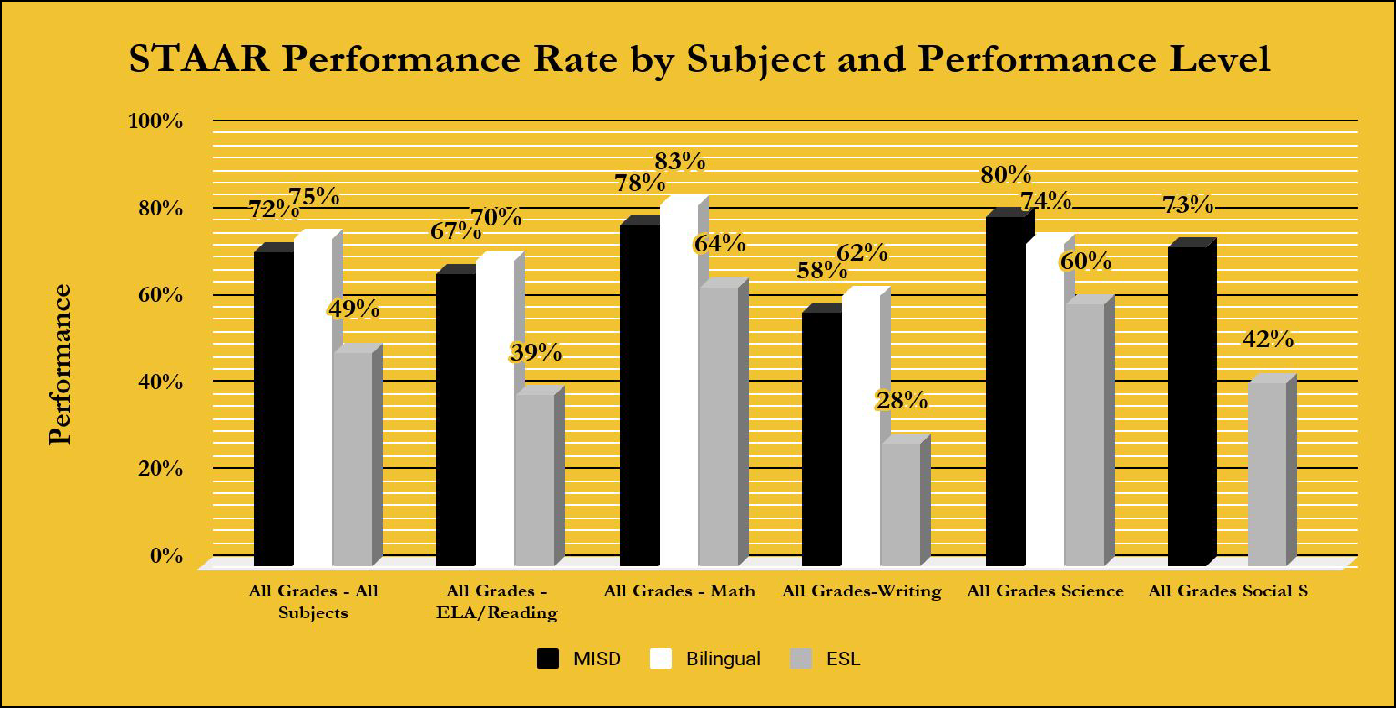 STAAR Performance Rate by Subject and Performance Level
100%
80%
60%
40%
20%
0%
Performance
72%
75%
49%
67%
70%
39%
78%
83%
64%
58%
62%
28%
80%
74%
60%
73%
42%
All Grades - All
Subjects
All Grades -
ELA/Reading
All Grades - Math
All Grades-Writing
All Grades Science
All Grades Social S
MISD
Bilingual
ESL